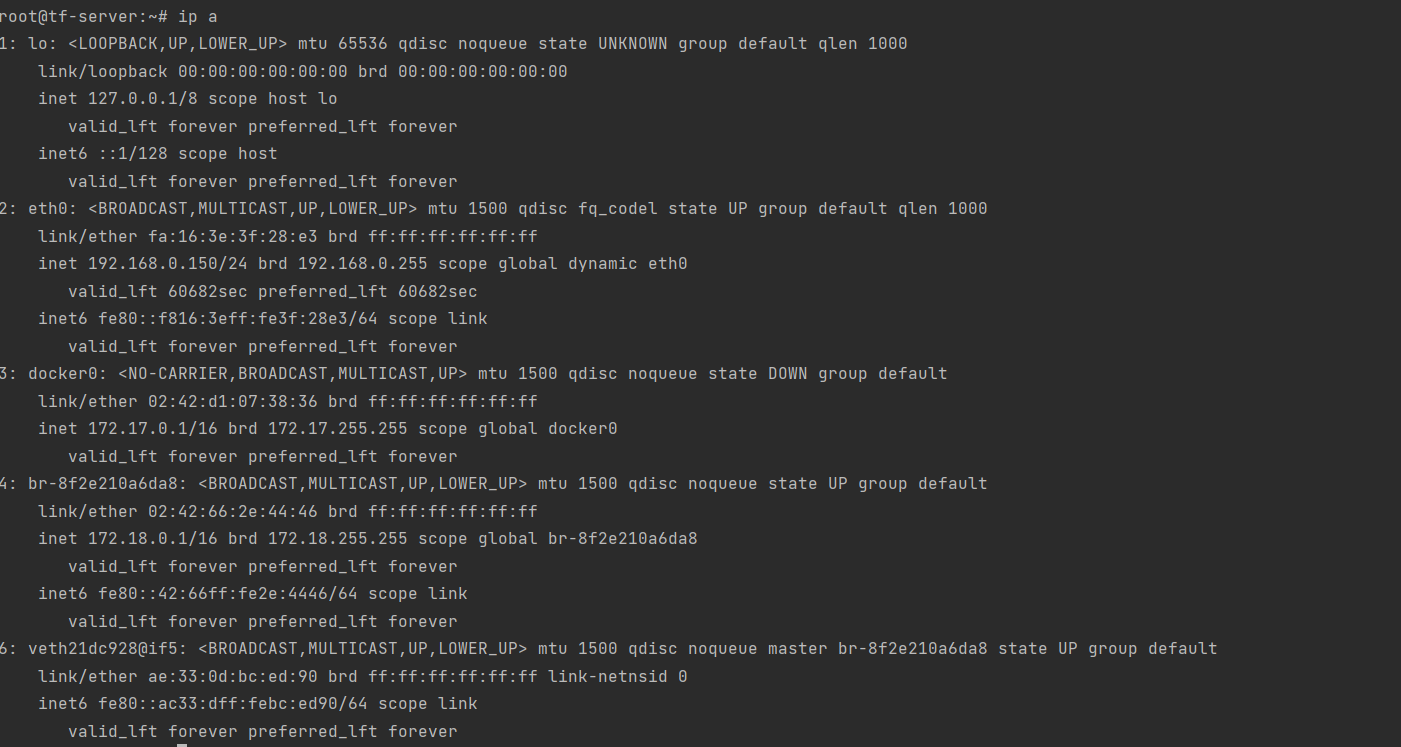 root@tf-server:~# ip a
1: lo: <LOOPBACK,UP,LOWER_UP> mtu 65536 qdisc noqueue state UNKNOWN group default qlen 1000
    link/loopback 00:00:00:00:00:00 brd 00:00:00:00:00:00
    inet 127.0.0.1/8 scope host lo
       valid_lft forever preferred_lft forever
    inet6 ::1/128 scope host
       valid_lft forever preferred_lft forever
2: eth0: <BROADCAST,MULTICAST,UP,LOWER_UP> mtu 1500 qdisc fq_codel state UP group default qlen 1000
    link/ether fa:16:3e:3f:28:e3 brd ff:ff:ff:ff:ff:ff
    inet 192.168.0.150/24 brd 192.168.0.255 scope global dynamic eth0
       valid_lft 60682sec preferred_lft 60682sec
    inet6 fe80::f816:3eff:fe3f:28e3/64 scope link
       valid_lft forever preferred_lft forever
3: docker0: <NO-CARRIER,BROADCAST,MULTICAST,UP> mtu 1500 qdisc noqueue state DOWN group default
    link/ether 02:42:d1:07:38:36 brd ff:ff:ff:ff:ff:ff
    inet 172.17.0.1/16 brd 172.17.255.255 scope global docker0
       valid_lft forever preferred_lft forever
4: br-8f2e210a6da8: <BROADCAST,MULTICAST,UP,LOWER_UP> mtu 1500 qdisc noqueue state UP group default
    link/ether 02:42:66:2e:44:46 brd ff:ff:ff:ff:ff:ff
    inet 172.18.0.1/16 brd 172.18.255.255 scope global br-8f2e210a6da8
       valid_lft forever preferred_lft forever
    inet6 fe80::42:66ff:fe2e:4446/64 scope link
       valid_lft forever preferred_lft forever
6: veth21dc928@if5: <BROADCAST,MULTICAST,UP,LOWER_UP> mtu 1500 qdisc noqueue master br-8f2e210a6da8 state UP group default
    link/ether ae:33:0d:bc:ed:90 brd ff:ff:ff:ff:ff:ff link-netnsid 0
    inet6 fe80::ac33:dff:febc:ed90/64 scope link
       valid_lft forever preferred_lft forever